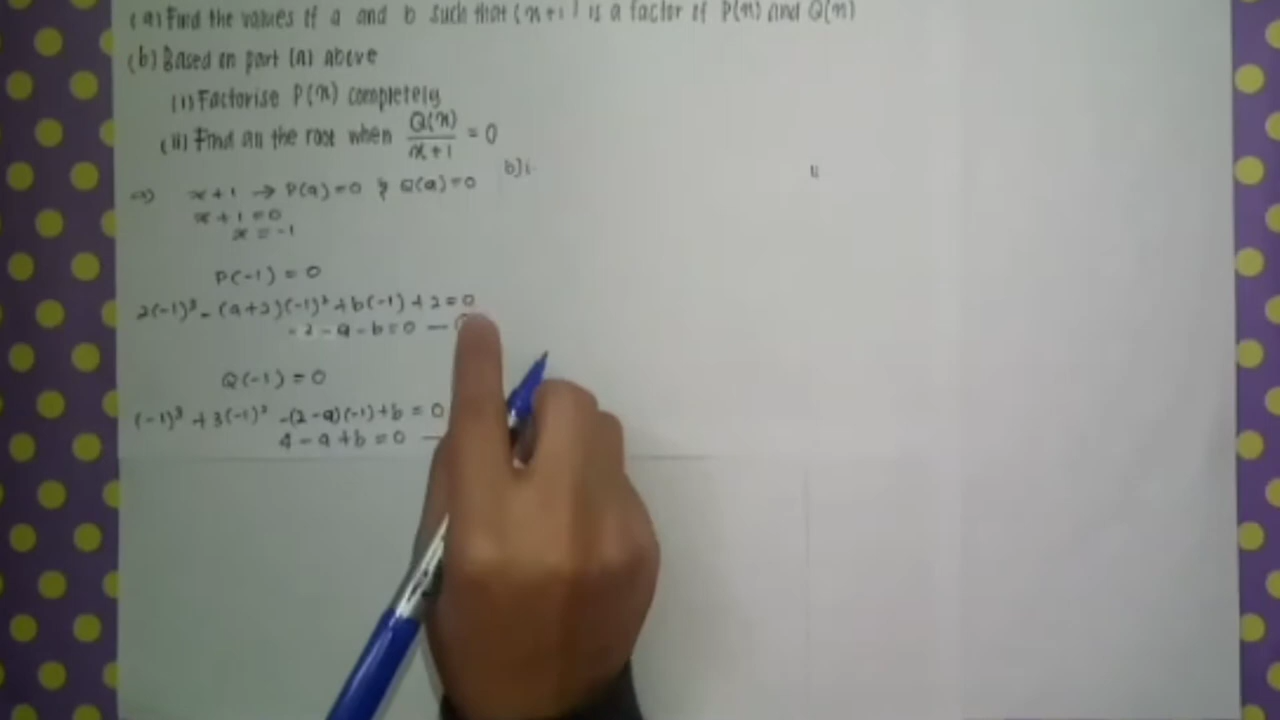 (a) Find the values of a and b such that (x+1) is a factor of P(x) and Q(x)
(b) Based on part (a) above
(i) Factorise P(x) completely
(ii) Find all the root when Q(x)/x+1 = 0
a) x+1 → P(a)=0 & Q(a)=0
b) i.
ii
x+1=0
x=-1
P(-1) = 0
2(-1)³ - (a+2)(-1)² + b(-1) + 2 = 0
-2-a-b=0 —
Q(-1) = 0
(-1)³ + 3(-1)² -(2-a)(-1)+b = 0
4-a+b=0 —